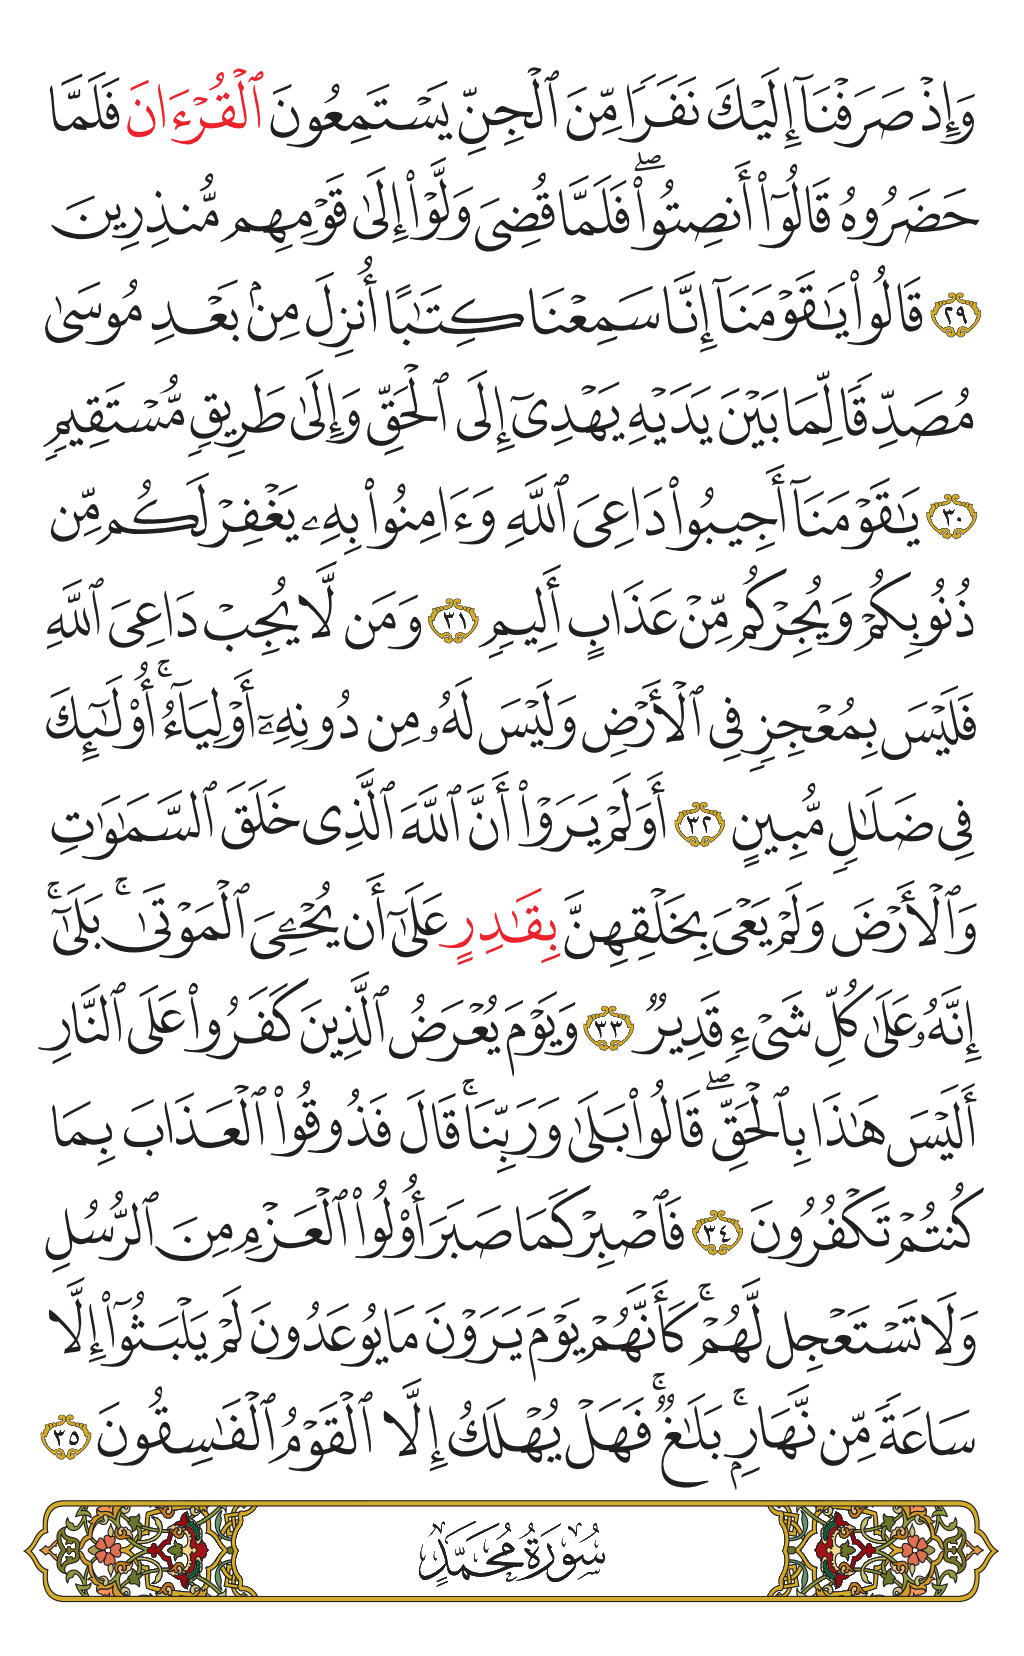 وَإِذْ صَرَفْنَآ إِلَيْكَ نَفَرًا مِّنَ ٱلْجِنِّ يَسْتَمِعُونَ ٱلْقُرْءَانَ فَلَمَّا
حَضَرُوهُ قَالُوٓا۟ أَنصِتُوا۟ ۖ فَلَمَّا قُضِىَ وَلَّوْا۟ إِلَىٰ قَوْمِهِم مُّنذِرِينَ
٢٩ قَالُوا۟ يَـٰقَوْمَنَآ إِنَّا سَمِعْنَا كِتَـٰبًا أُنزِلَ مِنۢ بَعْدِ مُوسَىٰ
مُصَدِّقًا لِّمَا بَيْنَ يَدَيْهِ يَهْدِىٓ إِلَى ٱلْحَقِّ وَإِلَىٰ طَرِيقٍ مُّسْتَقِيمٍ
٣٠ يَـٰقَوْمَنَآ أَجِيبُوا۟ دَاعِىَ ٱللَّهِ وَءَامِنُوا۟ بِهِۦ يَغْفِرْ لَكُم مِّن
ذُنُوبِكُمْ وَيُجِرْكُم مِّنْ عَذَابٍ أَلِيمٍ ٣١ وَمَن لَّا يُجِبْ دَاعِىَ ٱللَّهِ
فَلَيْسَ بِمُعْجِزٍ فِى ٱلْأَرْضِ وَلَيْسَ لَهُۥ مِن دُونِهِۦٓ أَوْلِيَآءُ ۚ أُو۟لَـٰٓئِكَ
فِى ضَلَـٰلٍ مُّبِينٍ ٣٢ أَوَلَمْ يَرَوْا۟ أَنَّ ٱللَّهَ ٱلَّذِى خَلَقَ ٱلسَّمَـٰوَٰتِ
وَٱلْأَرْضَ وَلَمْ يَعْىَ بِخَلْقِهِنَّ بِقَـٰدِرٍ عَلَىٰٓ أَن يُحْـِۧىَ ٱلْمَوْتَىٰ ۚ بَلَىٰٓ ۚ
إِنَّهُۥ عَلَىٰ كُلِّ شَىْءٍ قَدِيرٌ ٣٣ وَيَوْمَ يُعْرَضُ ٱلَّذِينَ كَفَرُوا۟ عَلَى ٱلنَّارِ
أَلَيْسَ هَـٰذَا بِٱلْحَقِّ ۖ قَالُوا۟ بَلَىٰ وَرَبِّنَا ۚ قَالَ فَذُوقُوا۟ ٱلْعَذَابَ بِمَا
كُنتُمْ تَكْفُرُونَ ٣٤ فَٱصْبِرْ كَمَا صَبَرَ أُو۟لُوا۟ ٱلْعَزْمِ مِنَ ٱلرُّسُلِ
وَلَا تَسْتَعْجِل لَّهُمْ ۚ كَأَنَّهُمْ يَوْمَ يَرَوْنَ مَا يُوعَدُونَ لَمْ يَلْبَثُوٓا۟ إِلَّا
سَاعَةً مِّن نَّهَارٍۭ ۚ بَلَـٰغٌ ۚ فَهَلْ يُهْلَكُ إِلَّا ٱلْقَوْمُ ٱلْفَـٰسِقُونَ ٣٥
سُورَةُ مُحَمَّدٍ